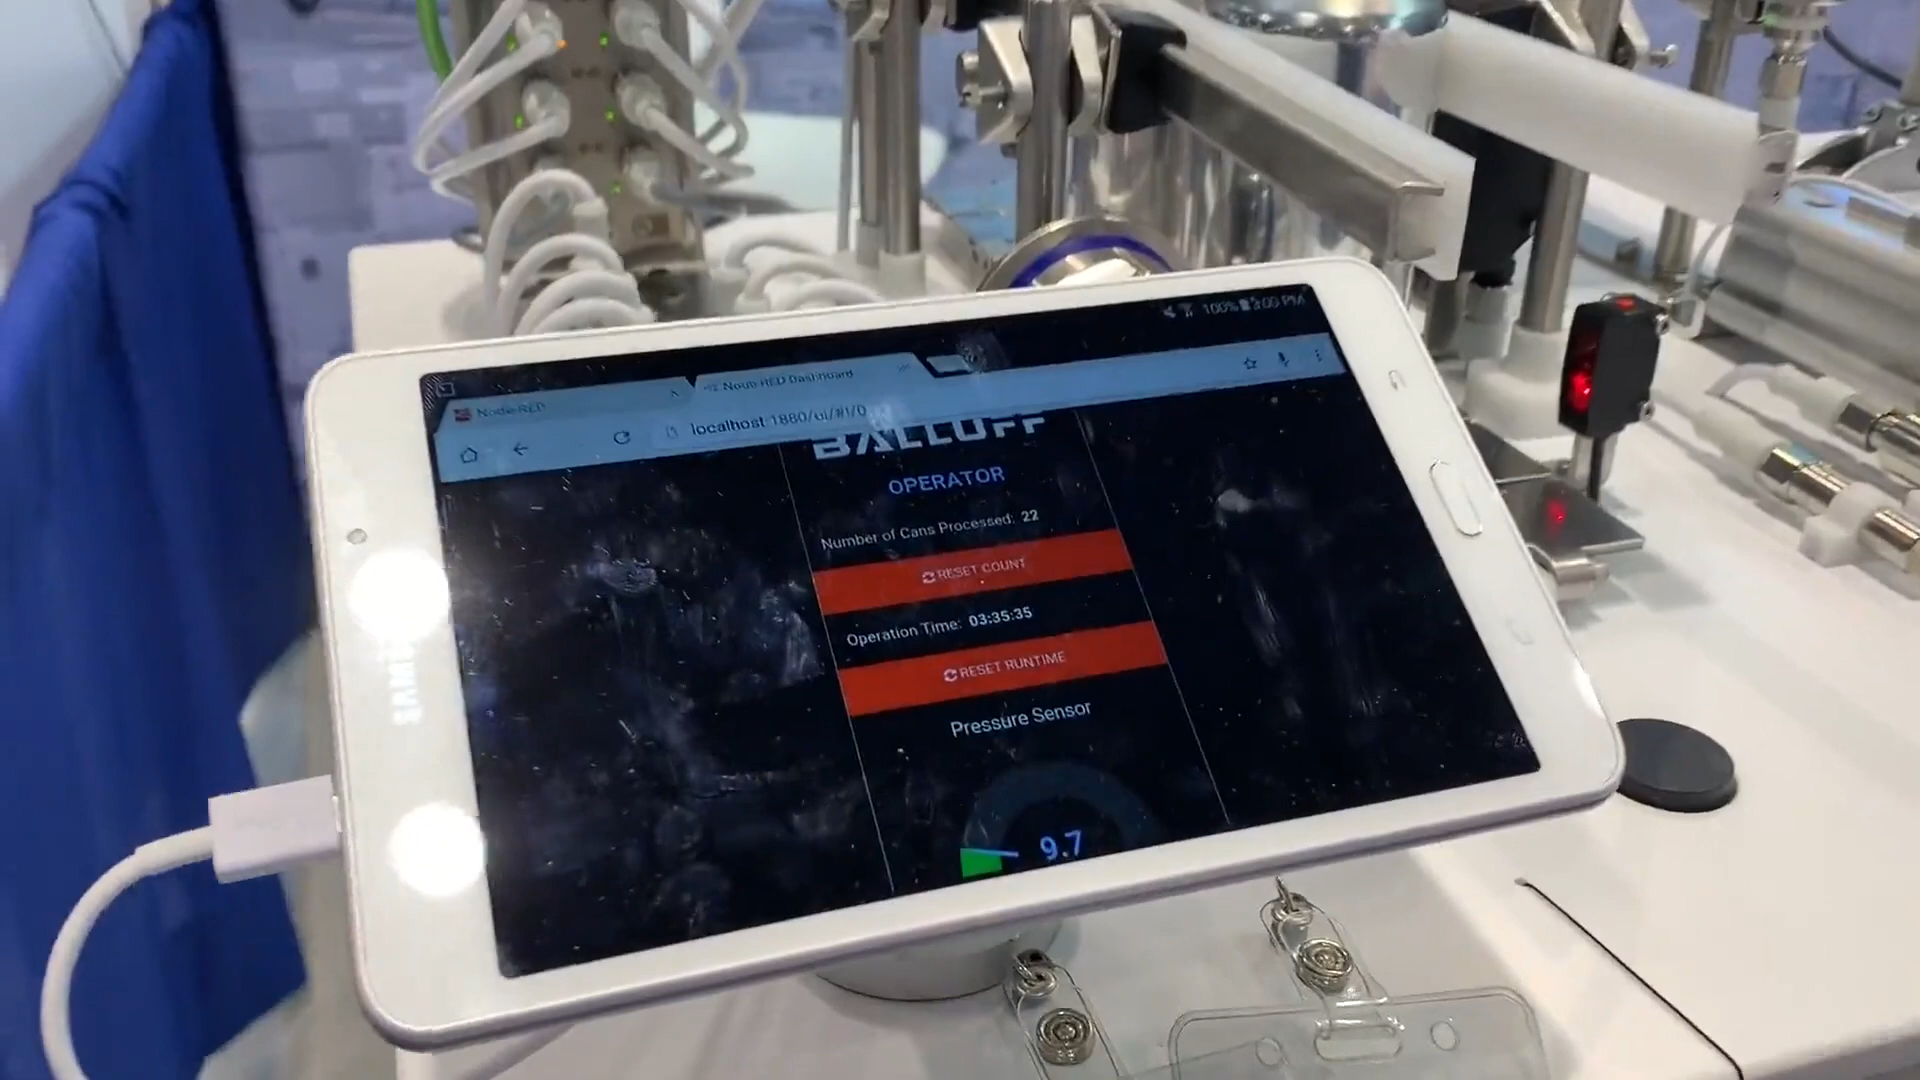 100% 3:00 PM
Node-RED
Node-RED Dashboard
localhost:1880/ui/#!/0
BALLUFF
OPERATOR
Number of Cans Processed: 22
RESET COUNT
Operation Time: 03:35:35
RESET RUNTIME
Pressure Sensor
9.7
SAMSUNG